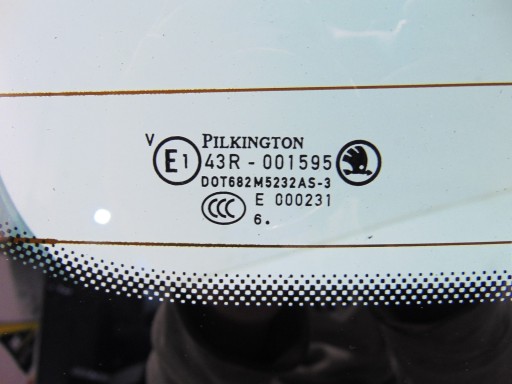 V
PILKINGTON
E1 43R - 001595
DOT682M5232AS-3
CCC E 000231
6.